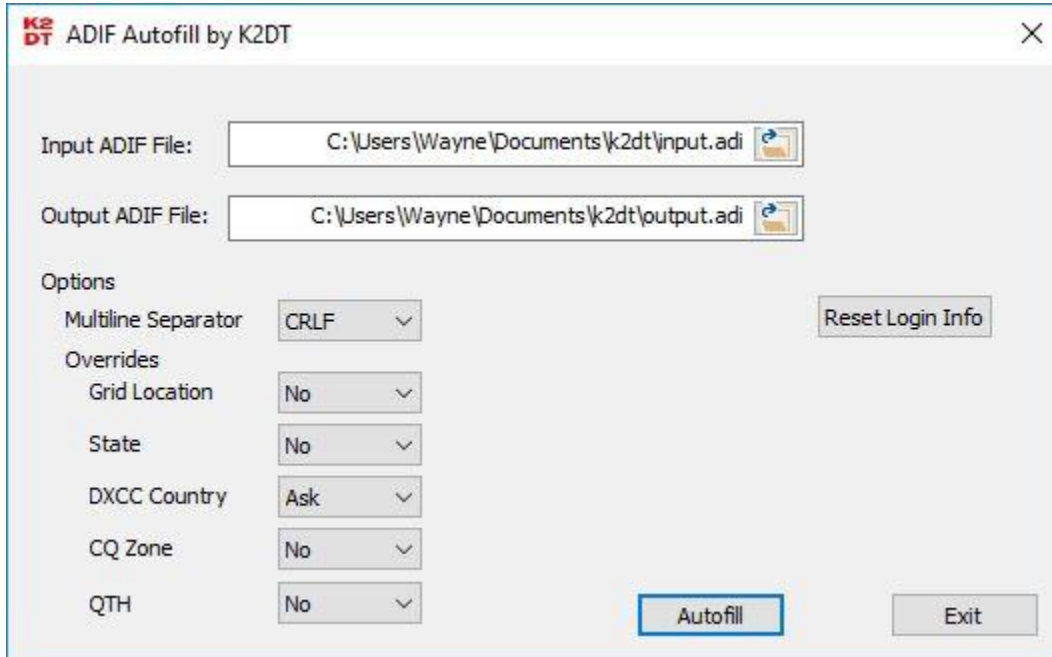 K2DT ADIF Autofill by K2DT
Input ADIF File: C:\Users\Wayne\Documents\k2dt\input.adi
Output ADIF File: C:\Users\Wayne\Documents\k2dt\output.adi
Options
Multiline Separator CRLF Reset Login Info
Overrides
Grid Location No
State No
DXCC Country Ask
CQ Zone No
QTH No Autofill Exit